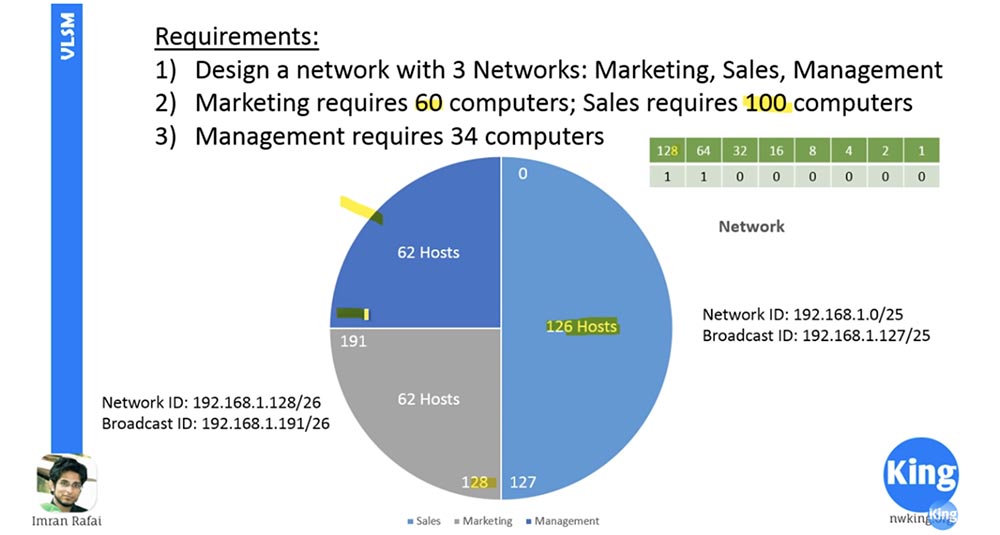 VLSM
Requirements:
1) Design a network with 3 Networks: Marketing, Sales, Management
2) Marketing requires 60 computers; Sales requires 100 computers
3) Management requires 34 computers
128 64 32 16 8 4 2 1
1 1 0 0 0 0 0 0
Network
0
62 Hosts
126 Hosts
Network ID: 192.168.1.0/25
Broadcast ID: 192.168.1.127/25
191
62 Hosts
Network ID: 192.168.1.128/26
Broadcast ID: 192.168.1.191/26
128 127
Sales Marketing Management
Imran Rafai
King
King